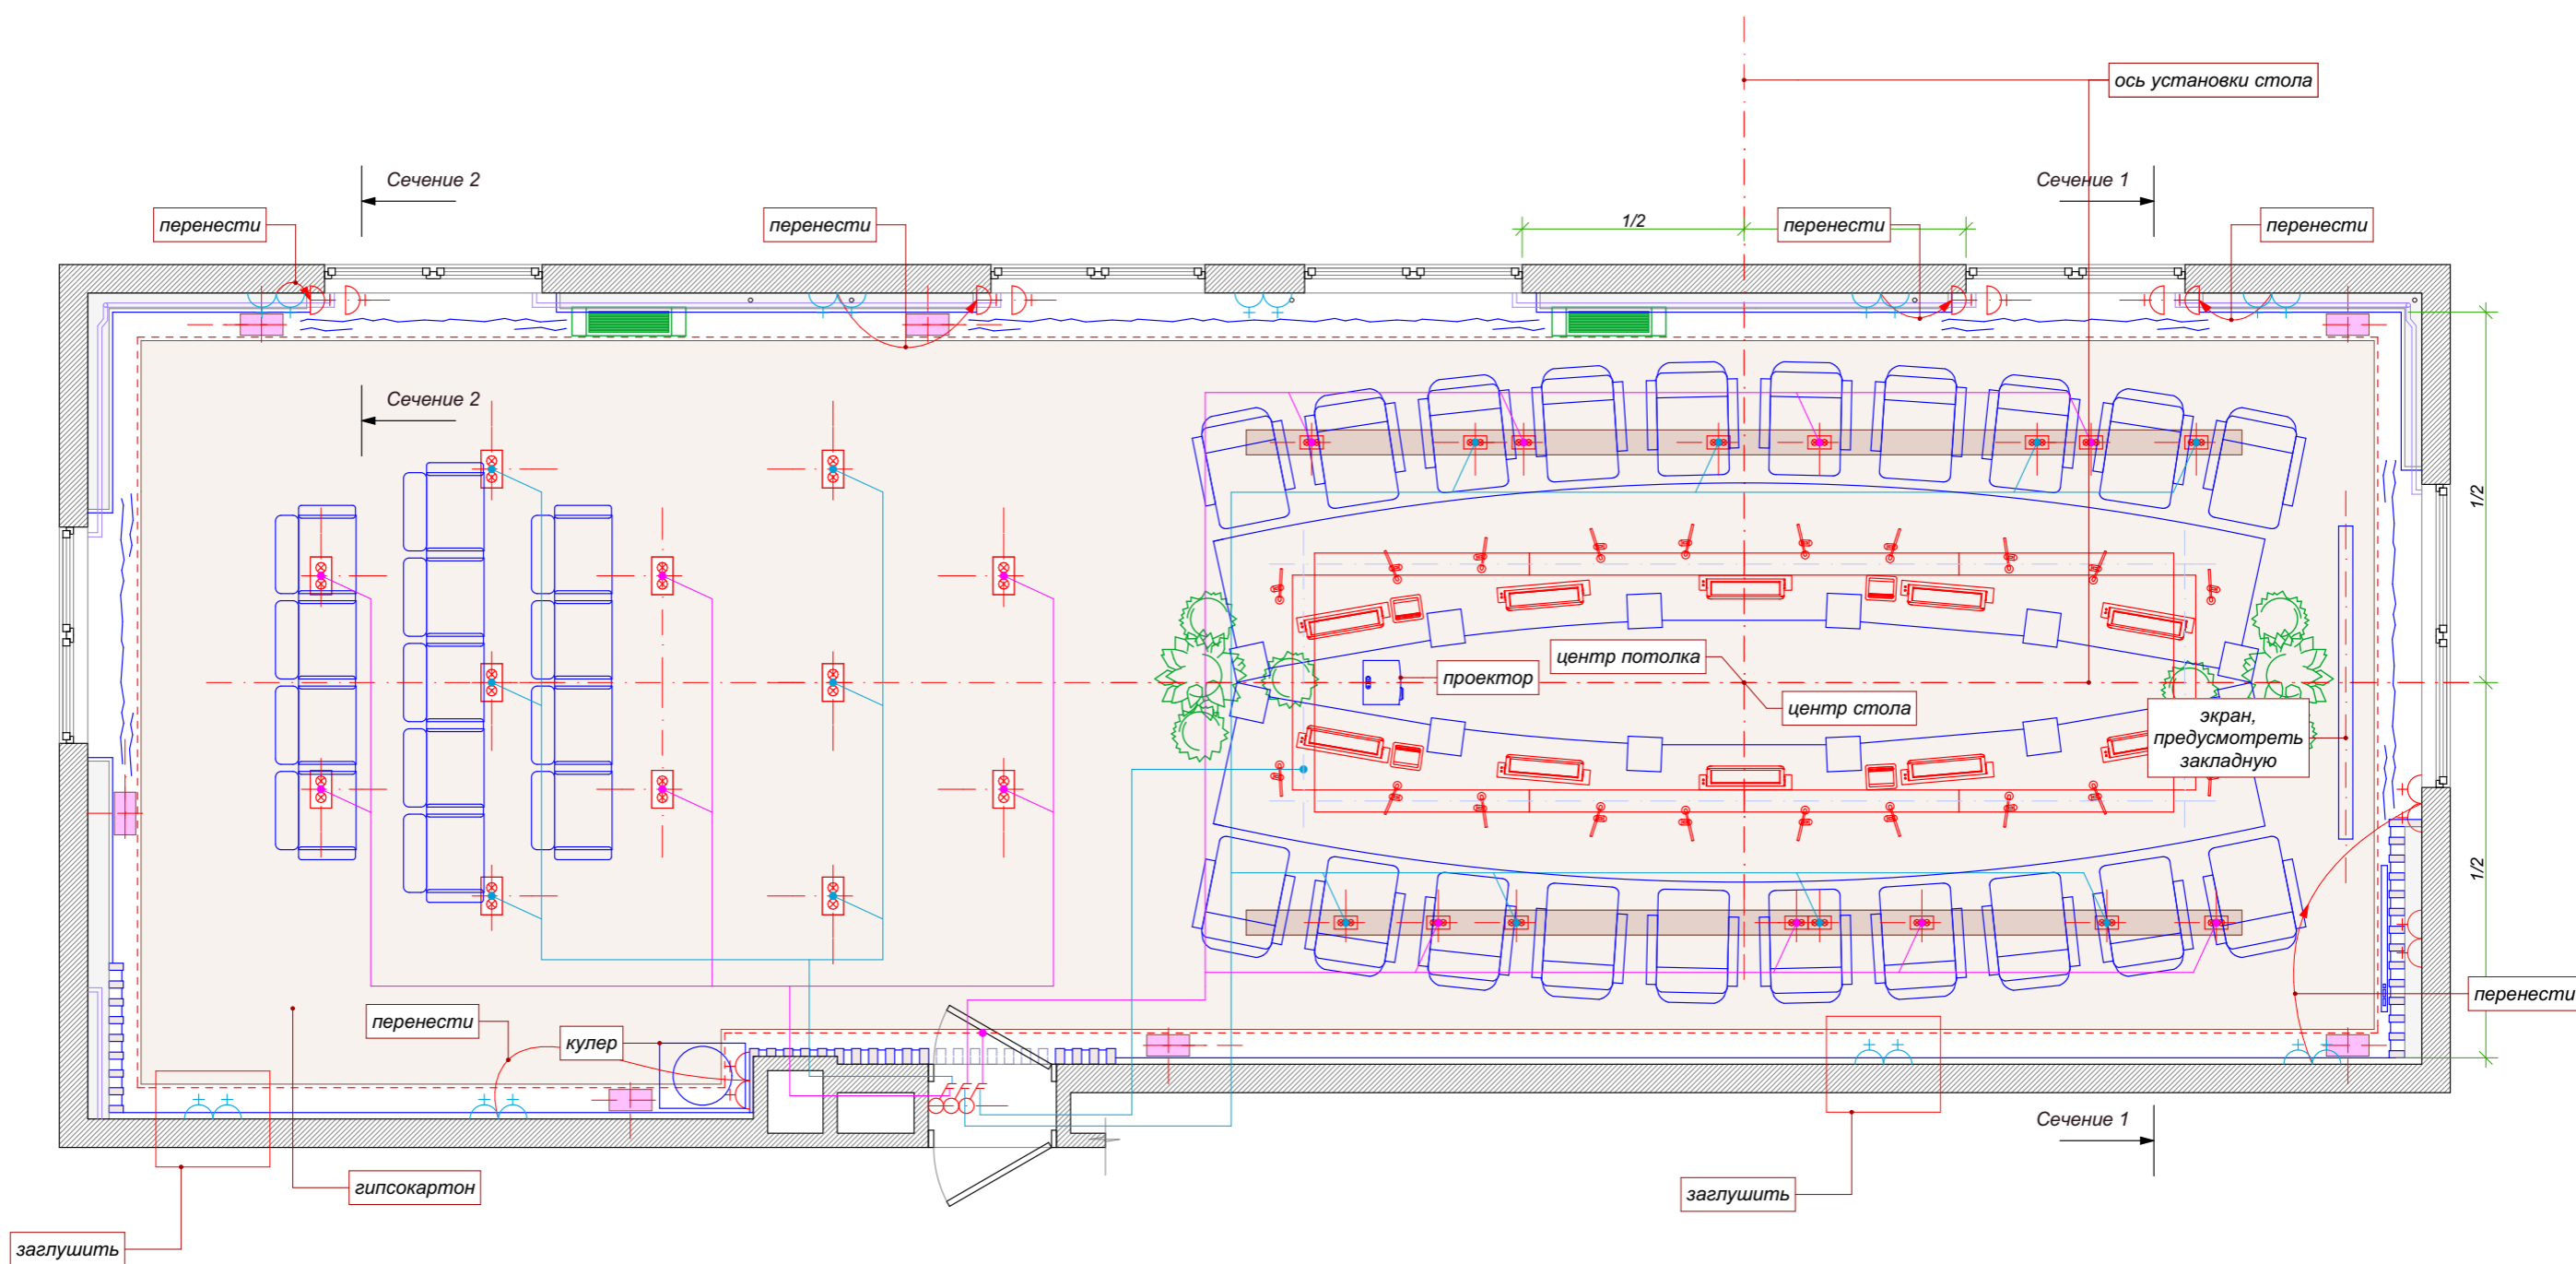 ось установки стола
Сечение 2
Сечение 1
перенести
перенести
1/2
перенести
перенести
Сечение 2
1/2
центр потолка
проектор
центр стола
экран,
предусмотреть
закладную
1/2
перенести
перенести
кулер
Сечение 1
гипсокартон
заглушить
заглушить